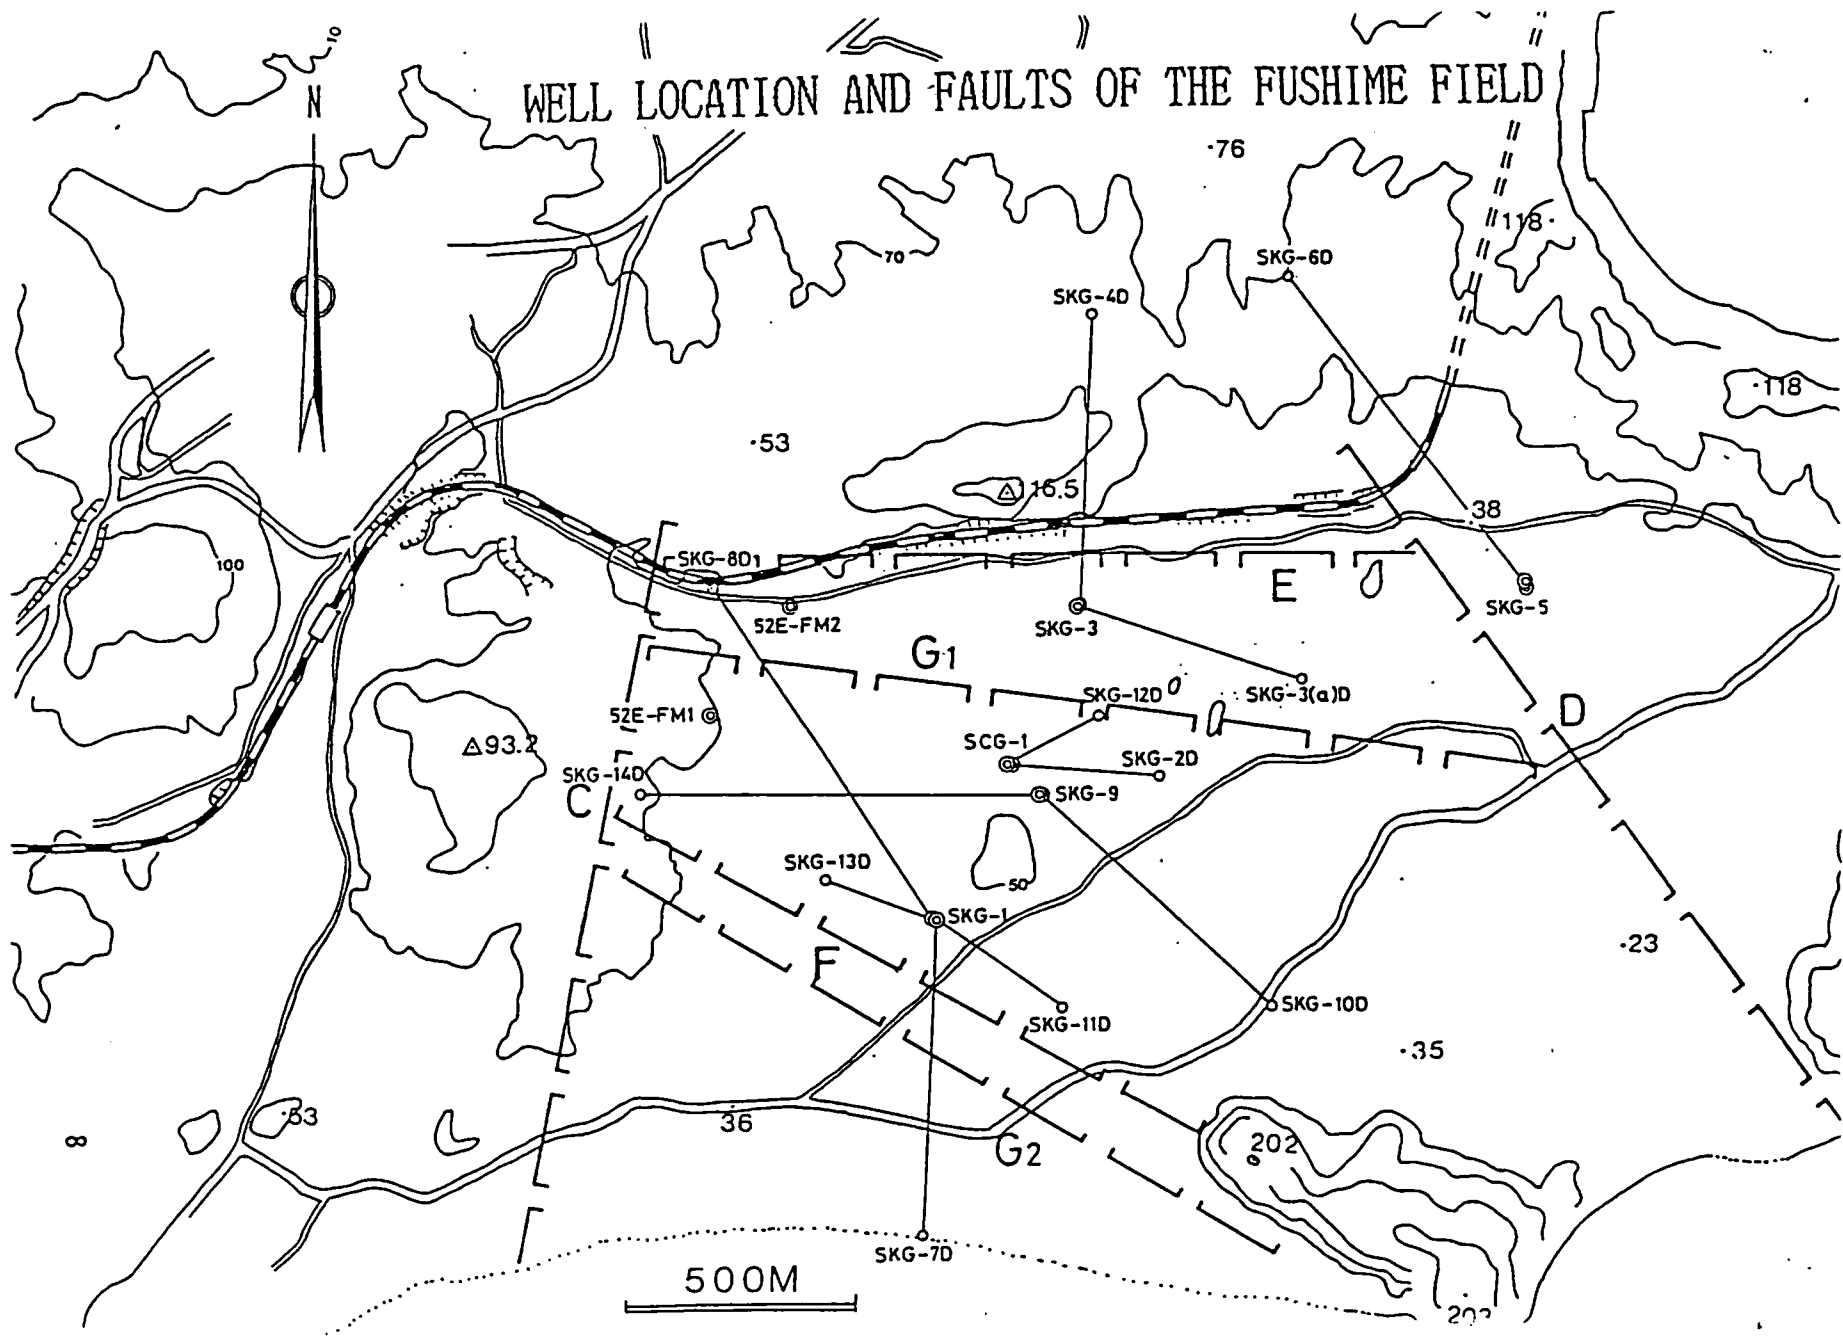 10
N
WELL LOCATION AND FAULTS OF THE FUSHIME FIELD
·76
118·
70
SKG-6D
SKG-4D
·118
·53
116.5
38
SKG-8D1
E
SKG-5
100
52E-FM2
SKG-3
G1
SKG-12D
SKG-3(a)D
52E-FM1
D
93.2
SCG-1
SKG-2D
SKG-14D
C
SKG-9
SKG-13D
50
SKG-1
·23
F
SKG-10D
SKG-11D
·35
·53
36
G2
202
SKG-7D
500M